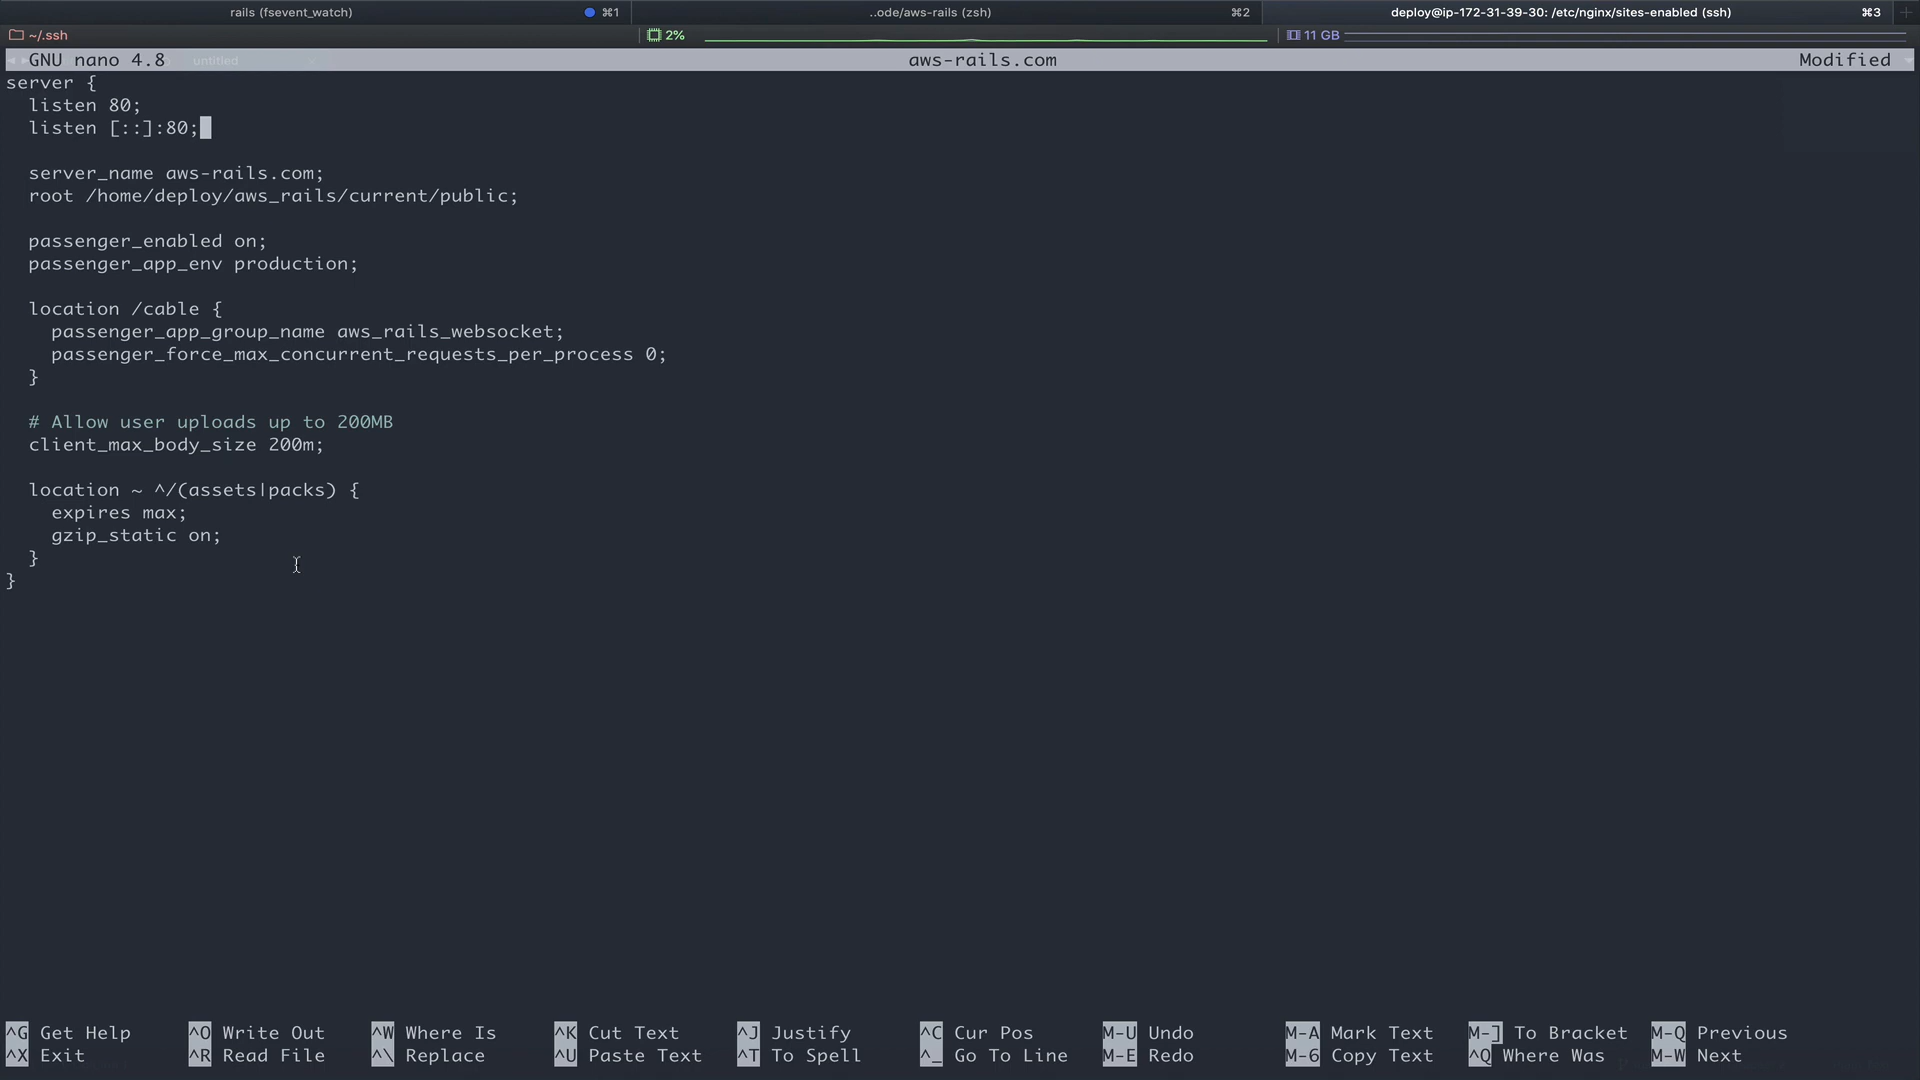 rails (fsevent_watch) ⌘1 ..ode/aws-rails (zsh) ⌘2 deploy@ip-172-31-39-30: /etc/nginx/sites-enabled (ssh) ⌘3
~/.ssh 2% 11 GB
GNU nano 4.8 untitled aws-rails.com Modified
server {
  listen 80;
  listen [::]:80;

  server_name aws-rails.com;
  root /home/deploy/aws_rails/current/public;

  passenger_enabled on;
  passenger_app_env production;

  location /cable {
    passenger_app_group_name aws_rails_websocket;
    passenger_force_max_concurrent_requests_per_process 0;
  }

  # Allow user uploads up to 200MB
  client_max_body_size 200m;

  location ~ ^/(assets|packs) {
    expires max;
    gzip_static on;
  }
}
^G Get Help ^O Write Out ^W Where Is ^K Cut Text ^J Justify ^C Cur Pos M-U Undo M-A Mark Text M-] To Bracket M-Q Previous
^X Exit ^R Read File ^\ Replace ^U Paste Text ^T To Spell ^_ Go To Line M-E Redo M-6 Copy Text ^Q Where Was M-W Next